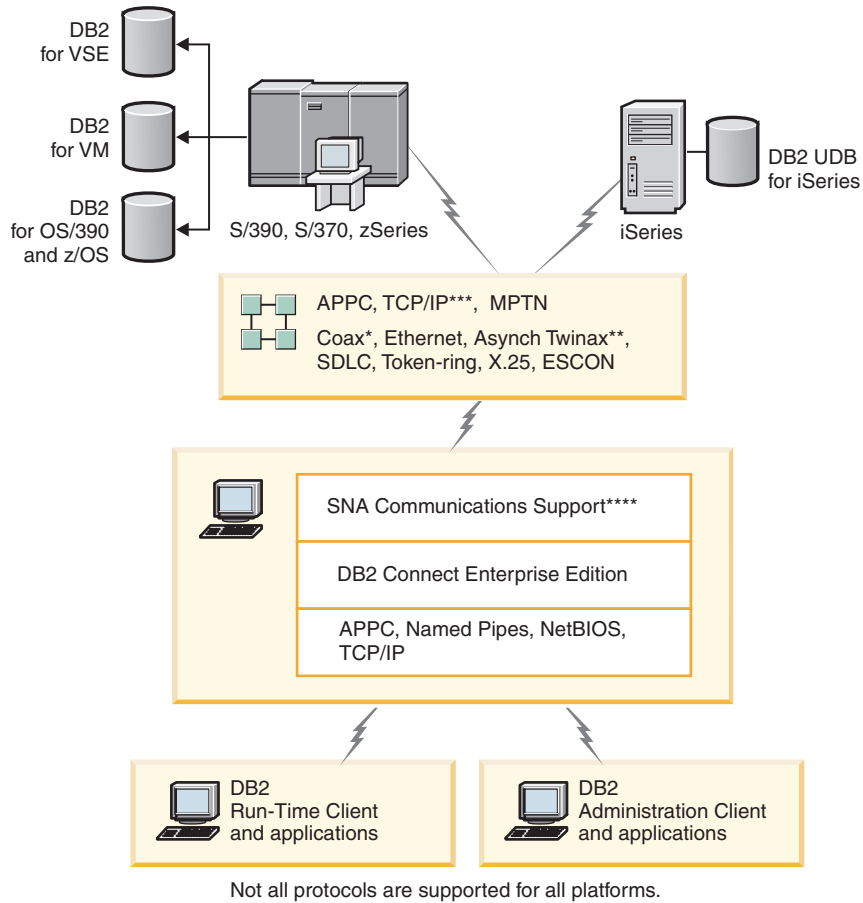 DB2
for VSE
DB2
for VM
DB2
for OS/390
and z/OS
S/390, S/370, zSeries
iSeries
DB2 UDB
for iSeries
APPC, TCP/IP***, MPTN
Coax*, Ethernet, Asynch Twinax**,
SDLC, Token-ring, X.25, ESCON
SNA Communications Support****
DB2 Connect Enterprise Edition
APPC, Named Pipes, NetBIOS,
TCP/IP
DB2
Run-Time Client
and applications
DB2
Administration Client
and applications
Not all protocols are supported for all platforms.